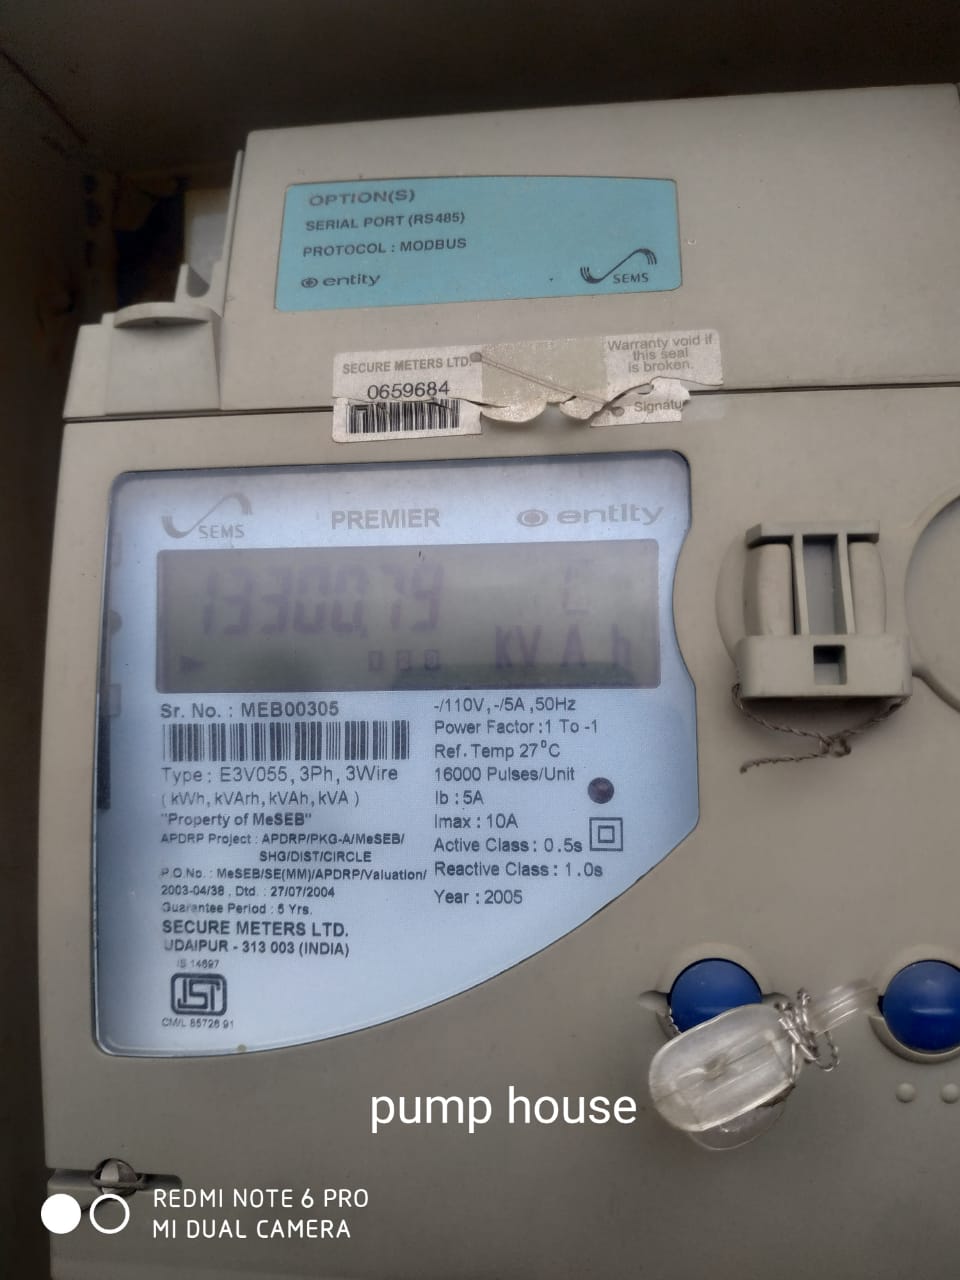 OPTION(S)
SERIAL PORT (RS485)
PROTOCOL : MODBUS
entity
SEMS
SECURE METERS LTD.
0659684
Warranty void if
this seal
is broken.
Signatu
SEMS
PREMIER
entity
13300.79
kVAh
Sr. No. : MEB00305
Type : E3V055, 3Ph, 3Wire
( kWh, kVArh, kVAh, kVA )
"Property of MeSEB"
APDRP Project : APDRP/PKG-A/MeSEB/
SHG/DIST/CIRCLE
P.O.No. : MeSEB/SE(MM)/APDRP/Valuation/
2003-04/38 , Dtd. : 27/07/2004
Guarantee Period : 5 Yrs.
SECURE METERS LTD.
UDAIPUR - 313 003 (INDIA)
IS 14697
CM/L 8572691
-/110V, -/5A ,50Hz
Power Factor :1 To -1
Ref. Temp 27°C
16000 Pulses/Unit
Ib : 5A
Imax : 10A
Active Class : 0.5s
Reactive Class : 1.0s
Year : 2005
pump house
REDMI NOTE 6 PRO
MI DUAL CAMERA